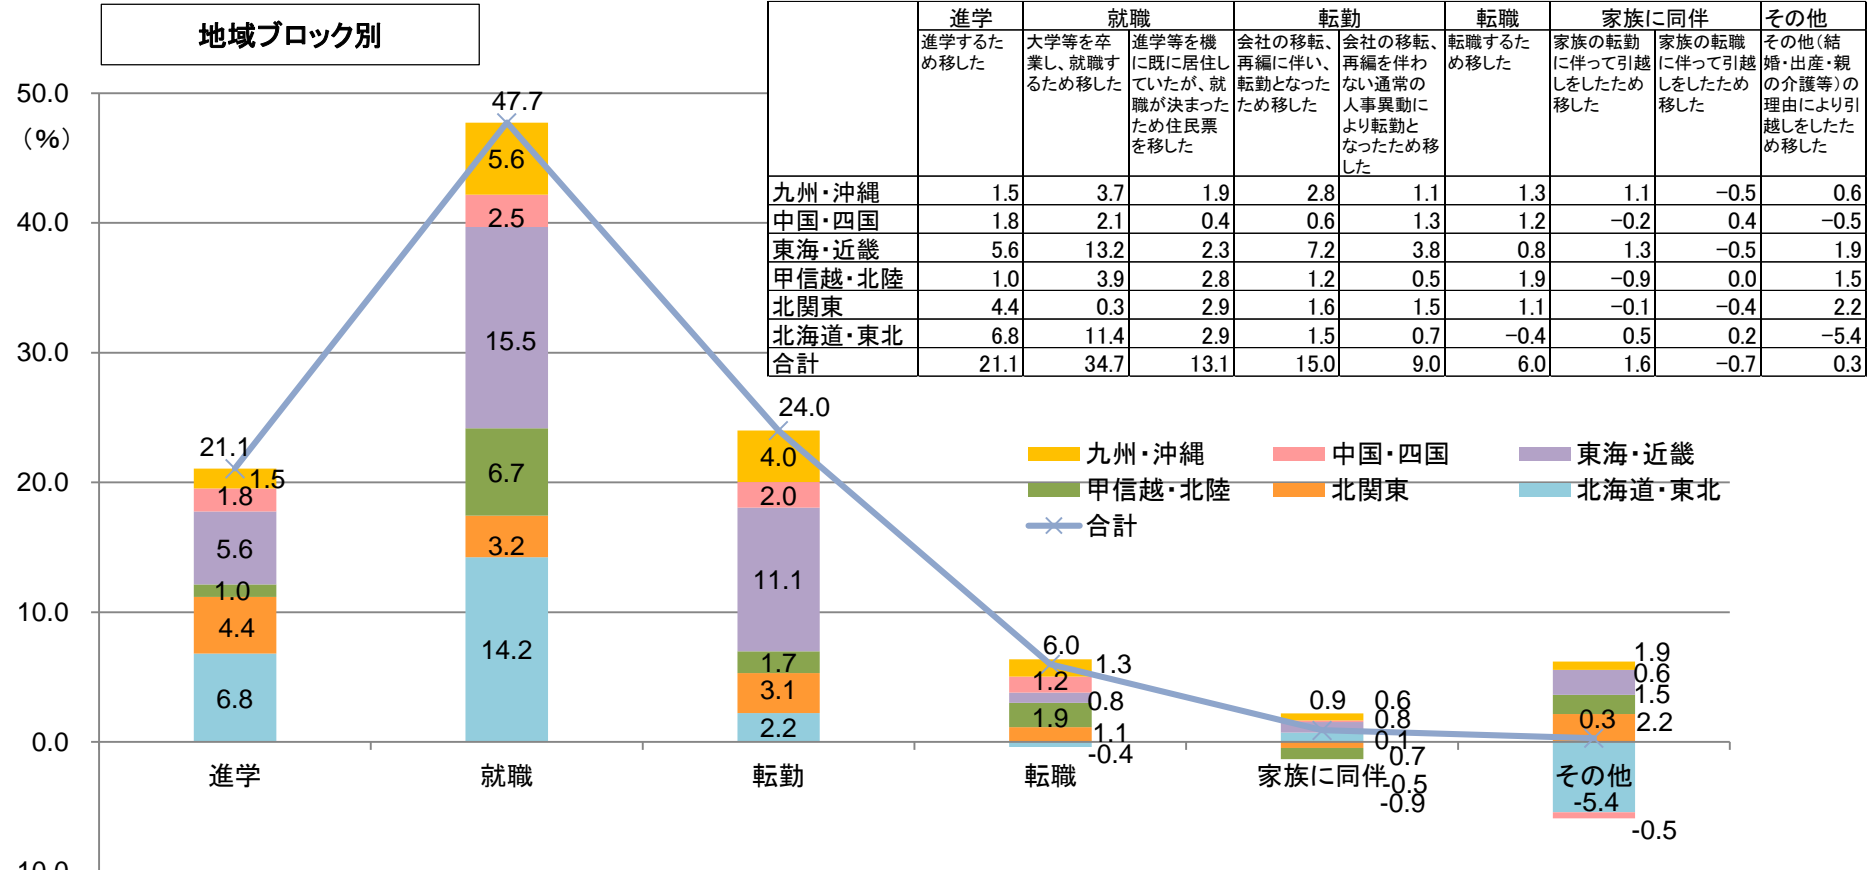 地域ブロック別
進学 就職 転勤 転職 家族に同伴 その他
進学するた
め移した
大学等を卒
業し、就職す
るため移した
進学等を機
に既に居住し
ていたが、就
職が決まった
ため住民票
を移した
会社の移転、
再編に伴い、
転勤となった
ため移した
会社の移転、
再編を伴わ
ない通常の
人事異動に
より転勤と
なったため移
した
転職するた
め移した
家族の転勤
に伴って引越
しをしたため
移した
家族の転職
に伴って引越
しをしたため
移した
その他（結
婚・出産・親
の介護等）の
理由により引
越しをしたた
め移した
九州・沖縄 1.5 3.7 1.9 2.8 1.1 1.3 1.1 −0.5 0.6
中国・四国 1.8 2.1 0.4 0.6 1.3 1.2 −0.2 0.4 −0.5
東海・近畿 5.6 13.2 2.3 7.2 3.8 0.8 1.3 −0.5 1.9
甲信越・北陸 1.0 3.9 2.8 1.2 0.5 1.9 −0.9 0.0 1.5
北関東 4.4 0.3 2.9 1.6 1.5 1.1 −0.1 −0.4 2.2
北海道・東北 6.8 11.4 2.9 1.5 0.7 −0.4 0.5 0.2 −5.4
合計 21.1 34.7 13.1 15.0 9.0 6.0 1.6 −0.7 0.3
50.0
（%）
40.0
30.0
20.0
10.0
0.0
21.1
1.5
1.8
5.6
1.0
4.4
6.8
47.7
5.6
2.5
15.5
6.7
3.2
14.2
24.0
4.0
2.0
11.1
1.7
3.1
2.2
6.0
1.3
1.2
0.8
1.9
1.1
-0.4
0.9
0.6
0.8
0.1
0.7
-0.5
-0.9
1.9
0.6
1.5
0.3
2.2
-5.4
-0.5
九州・沖縄 中国・四国 東海・近畿
甲信越・北陸 北関東 北海道・東北
合計
進学 就職 転勤 転職 家族に同伴 その他